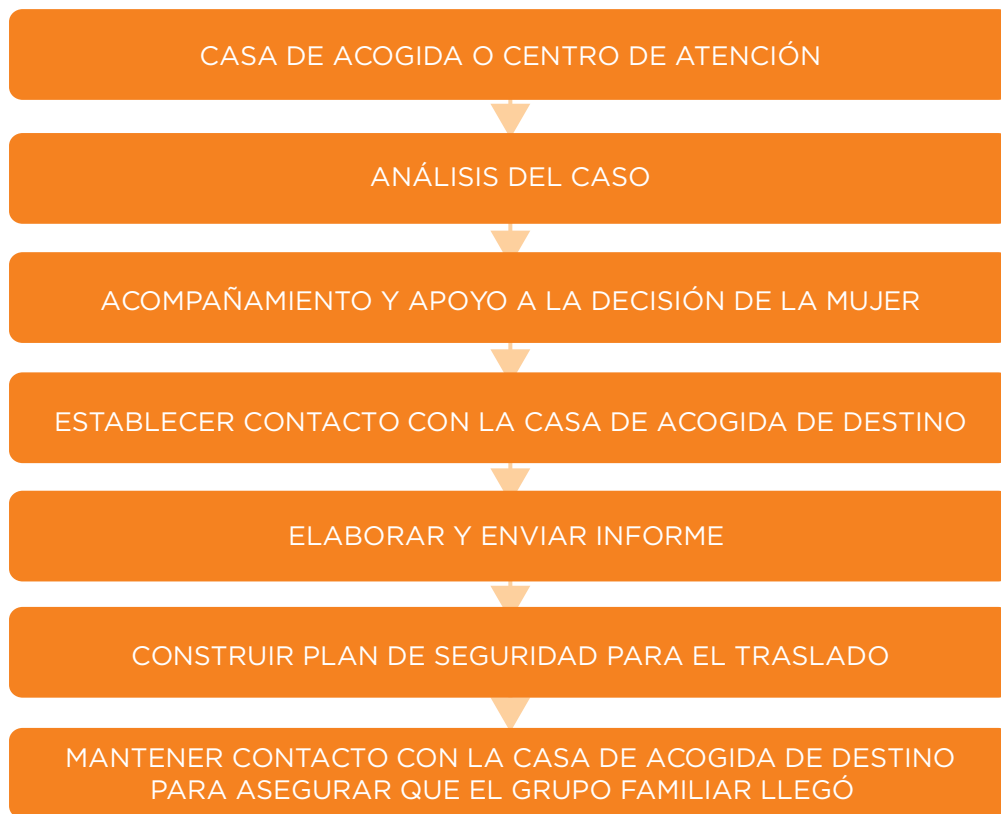 CASA DE ACOGIDA O CENTRO DE ATENCIÓN
ANÁLISIS DEL CASO
ACOMPAÑAMIENTO Y APOYO A LA DECISIÓN DE LA MUJER
ESTABLECER CONTACTO CON LA CASA DE ACOGIDA DE DESTINO
ELABORAR Y ENVIAR INFORME
CONSTRUIR PLAN DE SEGURIDAD PARA EL TRASLADO
MANTENER CONTACTO CON LA CASA DE ACOGIDA DE DESTINO
PARA ASEGURAR QUE EL GRUPO FAMILIAR LLEGÓ